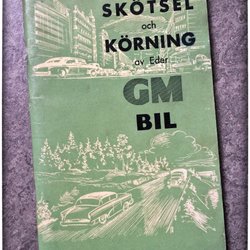 SKÖTSEL
och
KÖRNING
av Eder
GM
BIL